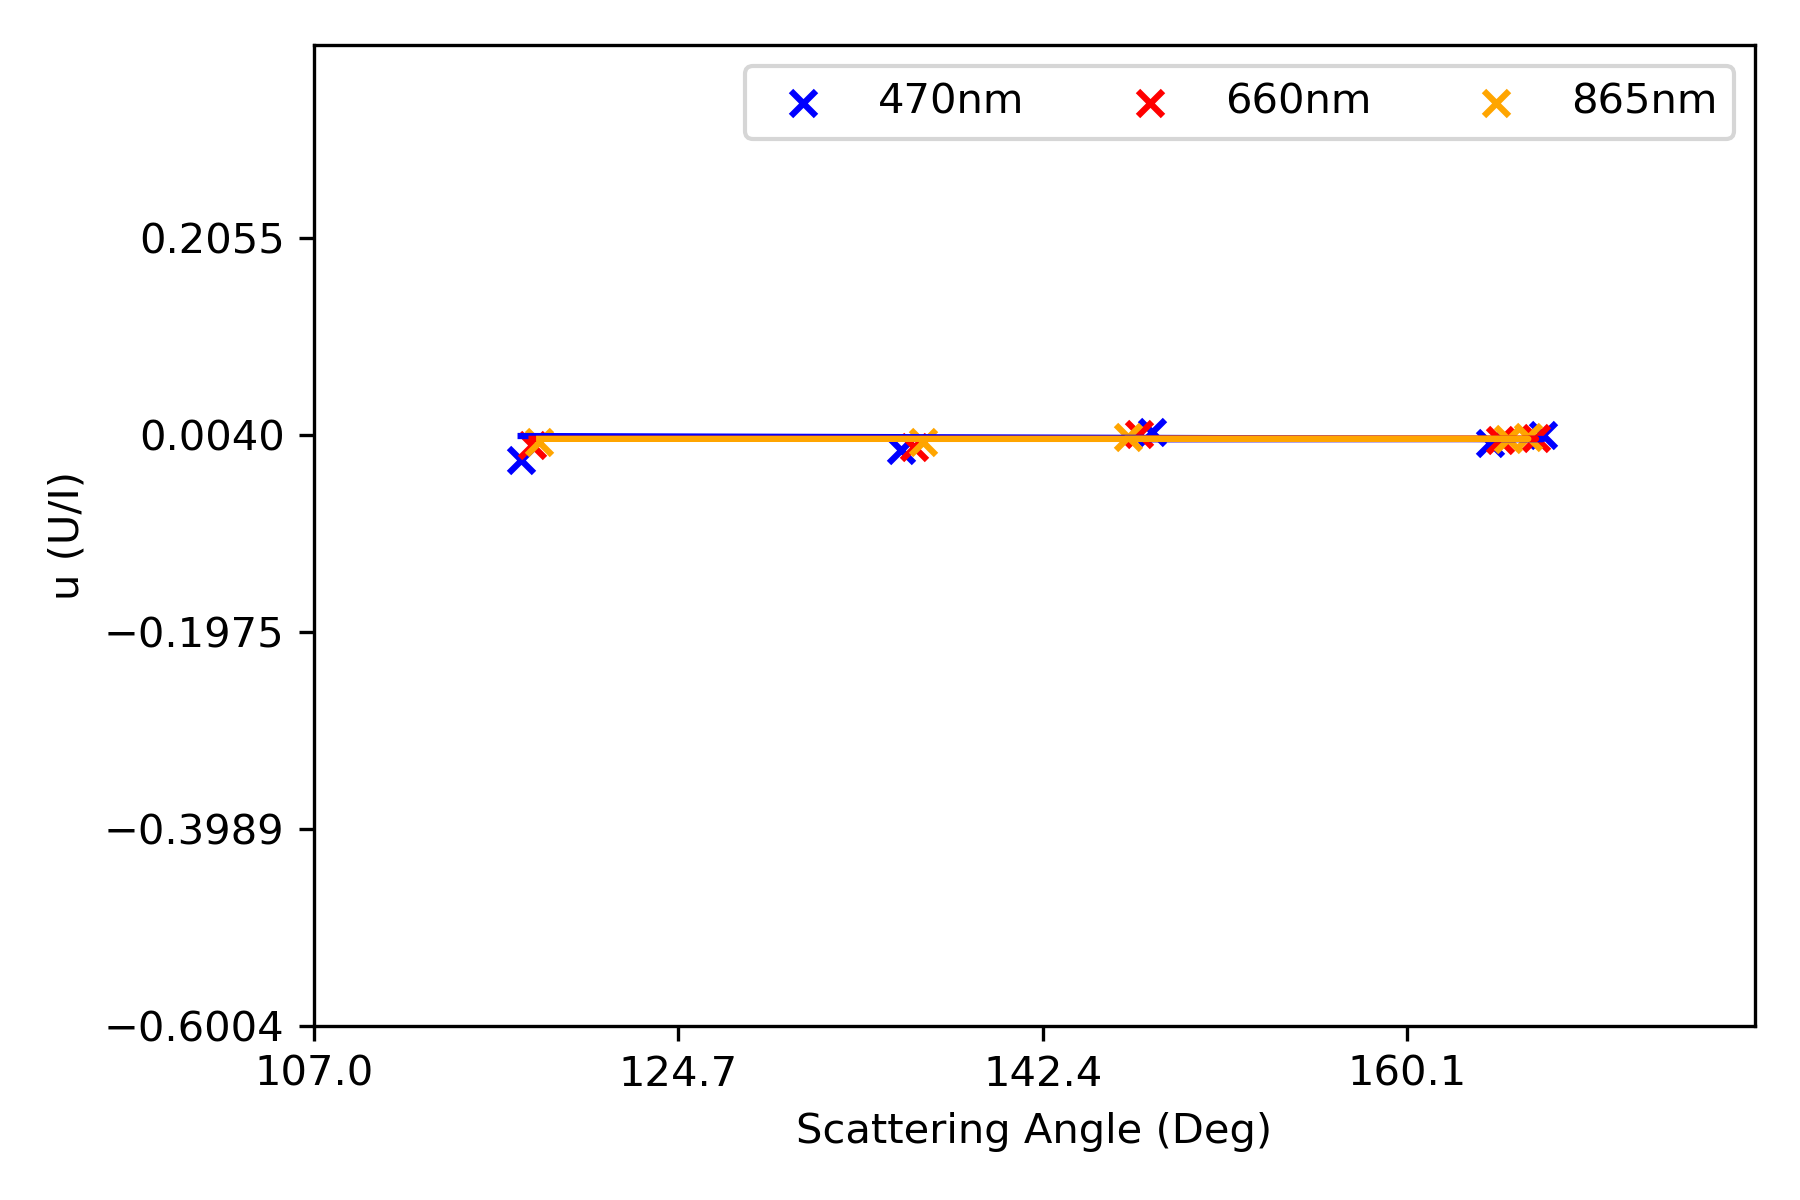 470nm 660nm 865nm
0.2055
0.0040
−0.1975
−0.3989
−0.6004
u (U/I)
107.0 124.7 142.4 160.1
Scattering Angle (Deg)